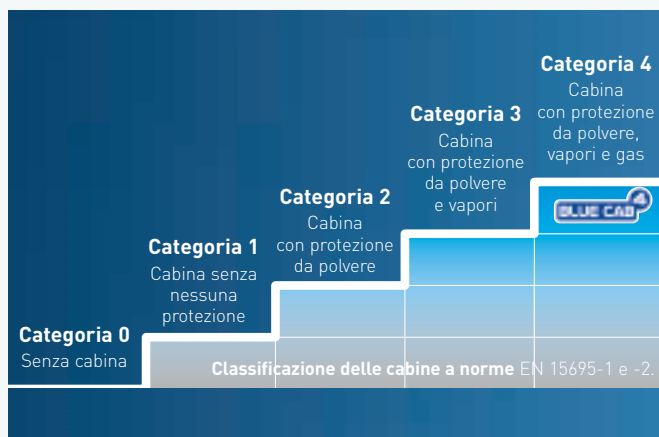 Categoria 4
Cabina
con protezione
da polvere,
vapori e gas
Categoria 3
Cabina
con protezione
da polvere
e vapori
BLUE CAB 4
Categoria 2
Cabina
con protezione
da polvere
Categoria 1
Cabina senza
nessuna
protezione
Categoria 0
Senza cabina
Classificazione delle cabine a norme EN 15695-1 e -2.